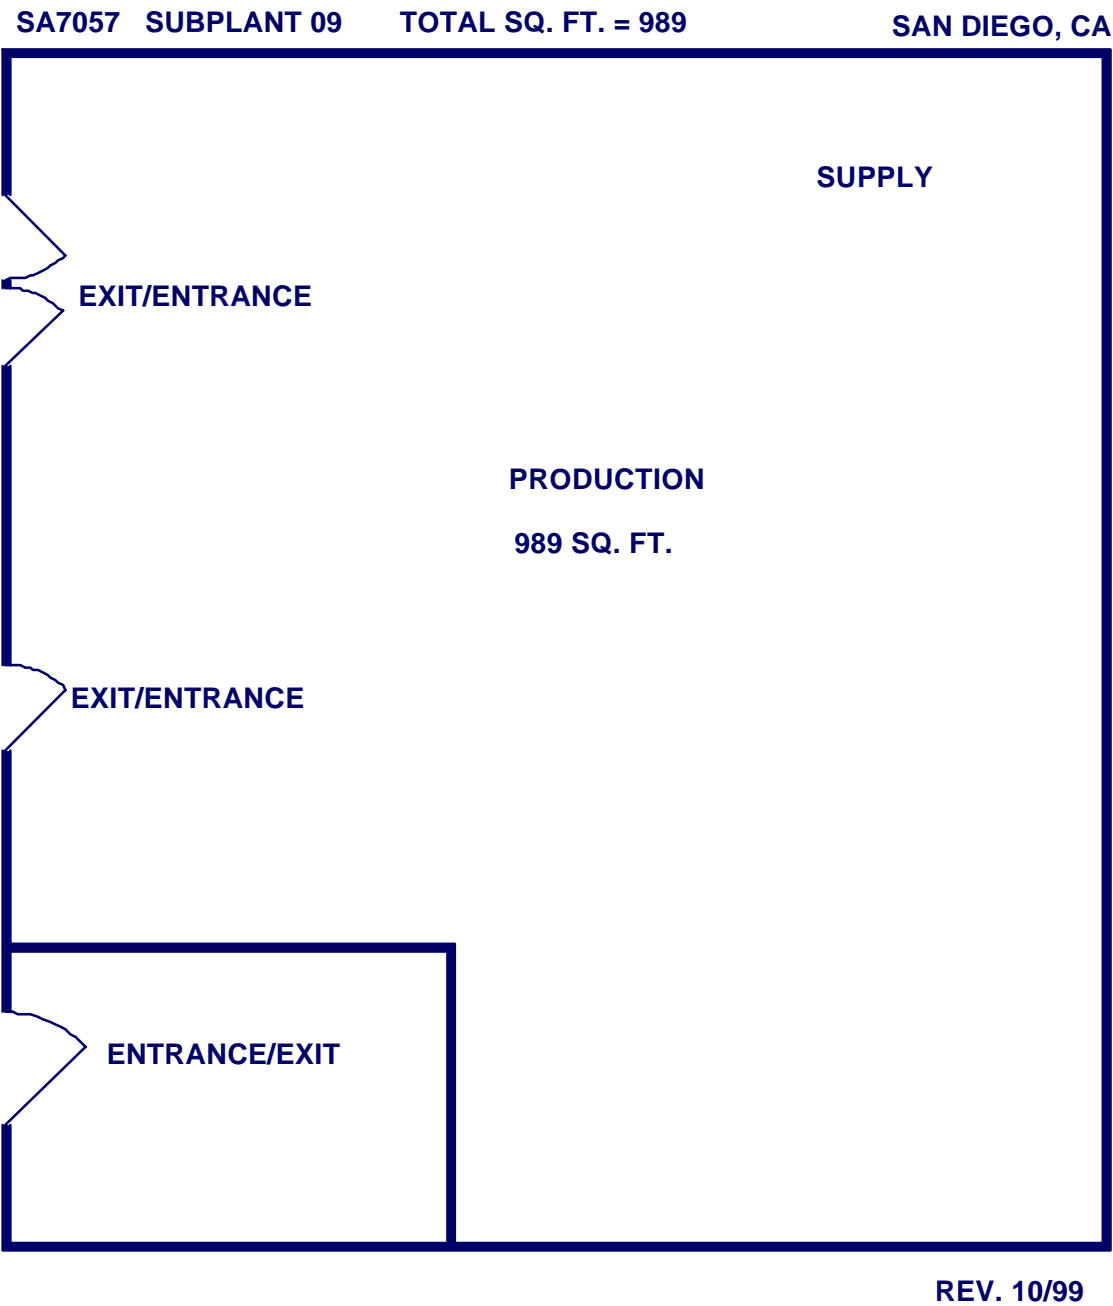 SA7057 SUBPLANT 09 TOTAL SQ. FT. = 989 SAN DIEGO, CA
SUPPLY
EXIT/ENTRANCE
PRODUCTION
989 SQ. FT.
EXIT/ENTRANCE
ENTRANCE/EXIT
REV. 10/99